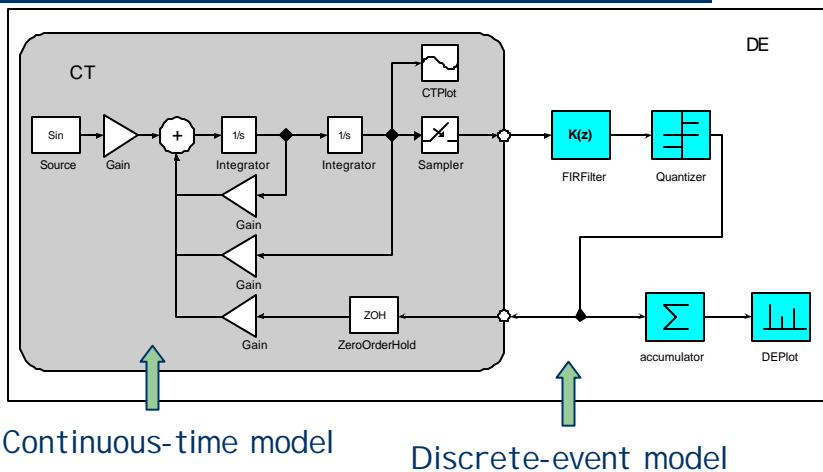 DE
CT
CTPlot
Sin
+
1/s
1/s
K(z)
Source
Gain
Integrator
Integrator
Sampler
FIRFilter
Quantizer
Gain
Gain
ZOH
Σ
Gain
ZeroOrderHold
accumulator
DEPlot
Continuous-time model
Discrete-event model